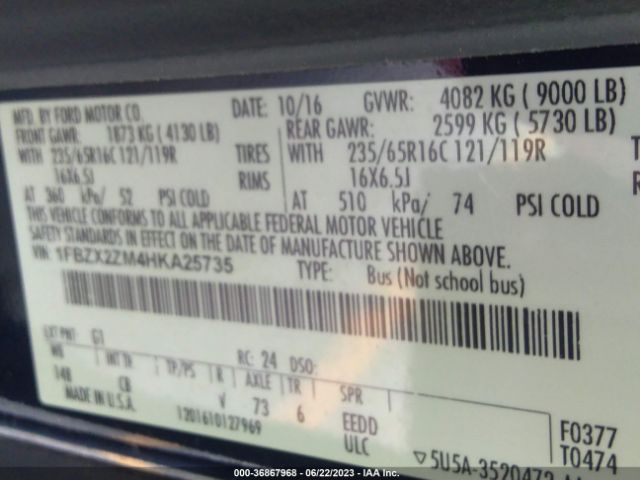 MFD. BY FORD MOTOR CO. DATE: 10/16 GVWR: 4082 KG ( 9000 LB)
FRONT GAWR: 1873 KG ( 4130 LB) REAR GAWR: 2599 KG ( 5730 LB)
WITH 235/65R16C 121/119R TIRES WITH 235/65R16C 121/119R
16X6.5J RIMS 16X6.5J
AT 360 kPa/ 52 PSI COLD AT 510 kPa/ 74 PSI COLD
THIS VEHICLE CONFORMS TO ALL APPLICABLE FEDERAL MOTOR VEHICLE
SAFETY STANDARDS IN EFFECT ON THE DATE OF MANUFACTURE SHOWN ABOVE.
VIN: 1FBZX2ZM4HKA25735 TYPE: Bus (Not school bus)
EXT PNT: G1 RC: 24 DSO:
WB INT TR TP/PS R AXLE TR SPR
148 CB V 73 6 EEDD F0377
MADE IN U.S.A. 1201610127969 ULC T0474
▽5U5A-3520472
000-36867968 - 06/22/2023 - IAA Inc.